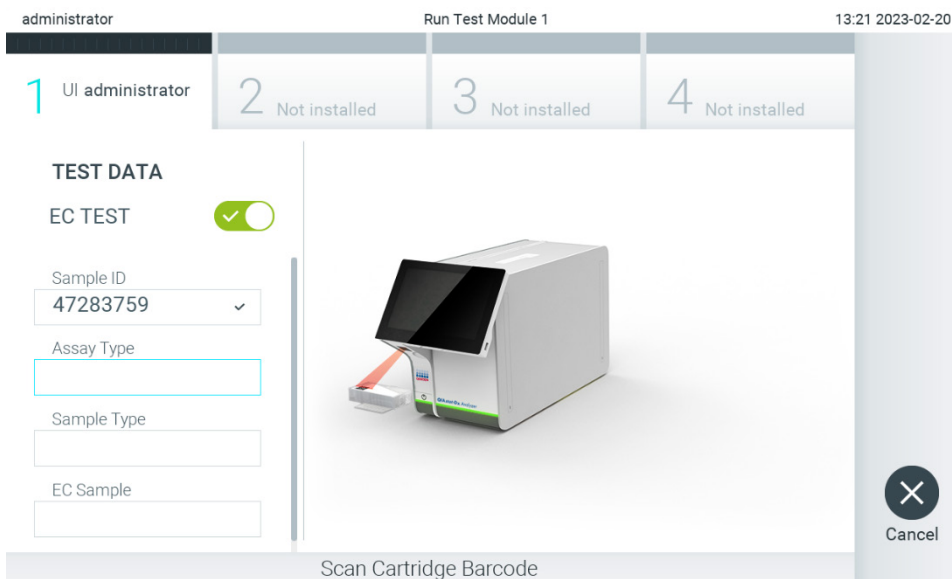 administrator
Run Test Module 1
13:21 2023-02-20
1 UI administrator
2 Not installed
3 Not installed
4 Not installed
TEST DATA
EC TEST
Sample ID
47283759
Assay Type
Sample Type
EC Sample
Cancel
Scan Cartridge Barcode